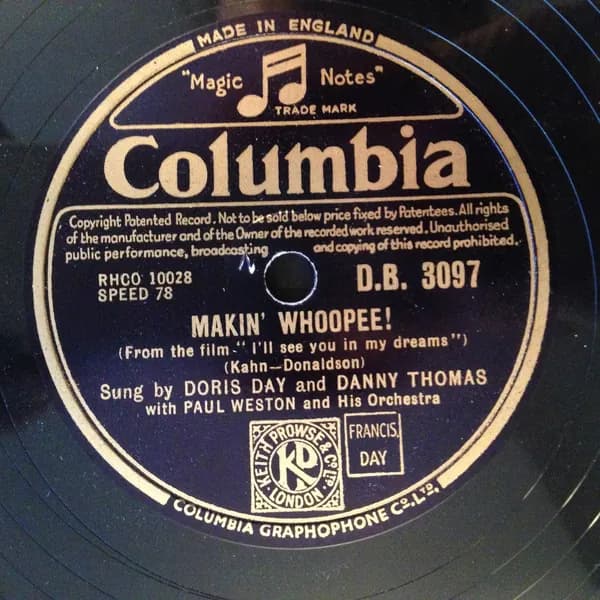 MADE IN ENGLAND
"Magic Notes"
TRADE MARK
Columbia
Copyright Patented Record. Not to be sold below price fixed by Patentees. All rights
of the manufacturer and of the Owner of the recorded work reserved. Unauthorised
public performance, broadcasting and copying of this record prohibited.
RHCO 10028
SPEED 78
D.B. 3097
MAKIN' WHOOPEE!
(From the film-"I'll see you in my dreams")
(Kahn—Donaldson)
Sung by DORIS DAY and DANNY THOMAS
with PAUL WESTON and His Orchestra
KEITH PROWSE & CO LTD
KP
LONDON
FRANCIS,
DAY
COLUMBIA GRAPHOPHONE CO. LTD.